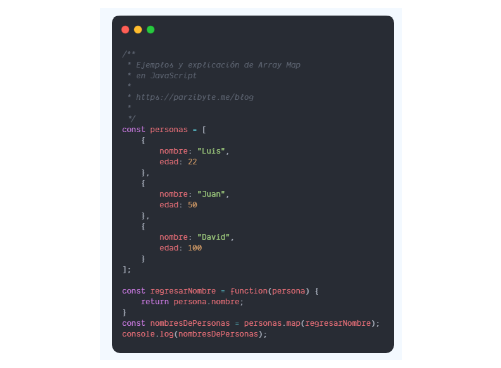 /**
 * Ejemplos y explicación de Array Map
 * en JavaScript
 *
 * https://parzibyte.me/blog
 *
 */
const personas = [
    {
        nombre: "Luis",
        edad: 22
    },
    {
        nombre: "Juan",
        edad: 50
    },
    {
        nombre: "David",
        edad: 100
    }
];

const regresarNombre = function(persona) {
    return persona.nombre;
}
const nombresDePersonas = personas.map(regresarNombre);
console.log(nombresDePersonas);